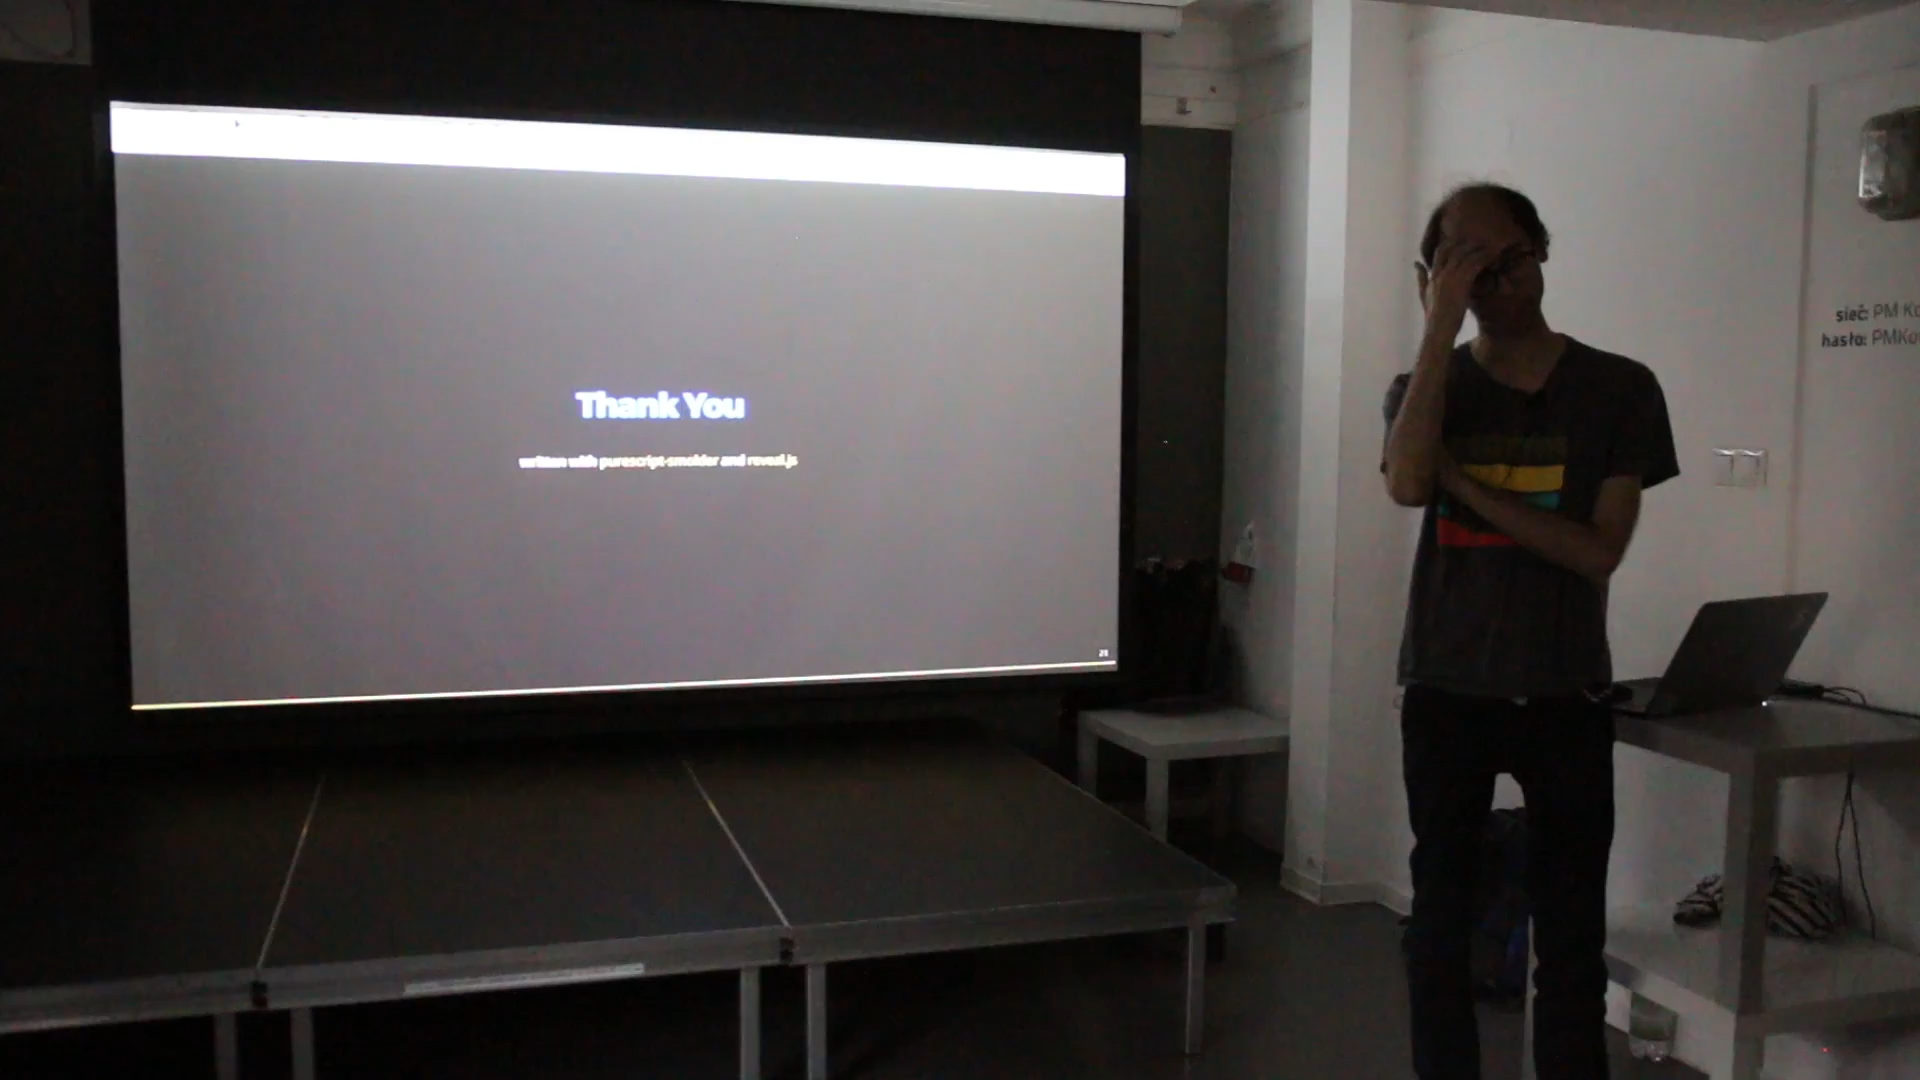 Thank You
written with purescript-smolder and reveal.js
sieć: PM Ko
hasło: PMKo